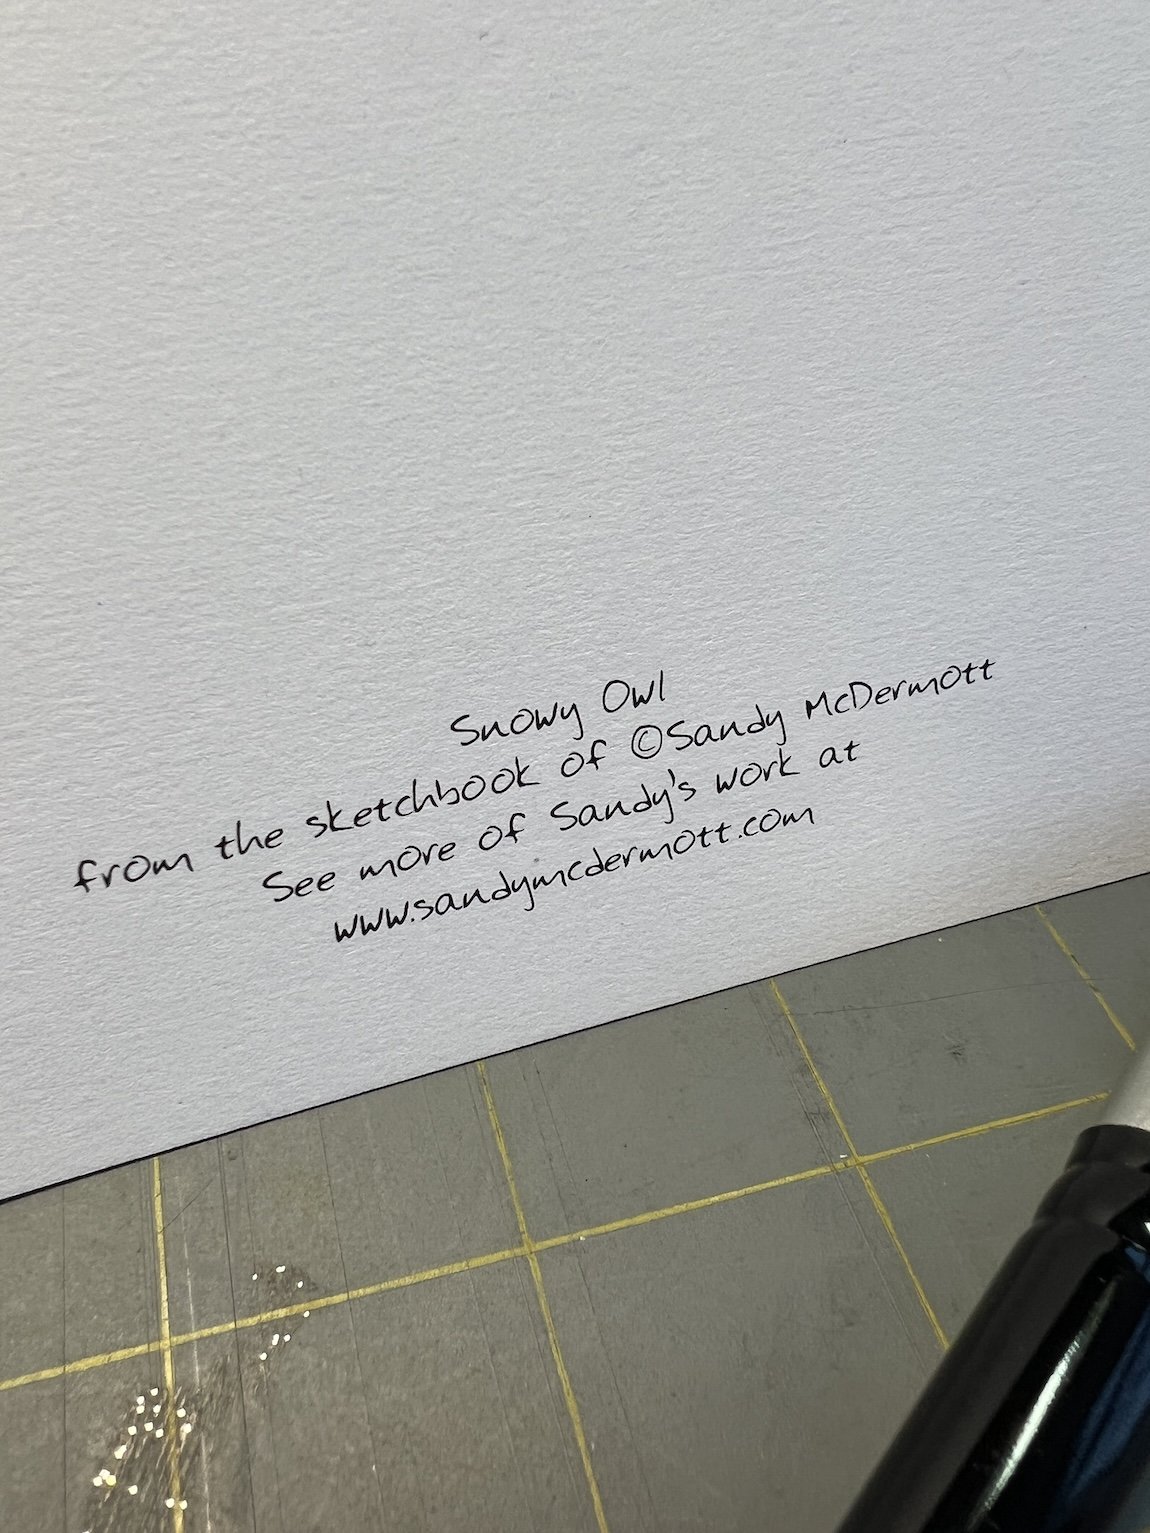 Snowy Owl
from the sketchbook of ©Sandy McDermott
See more of Sandy's work at
www.sandymcdermott.com